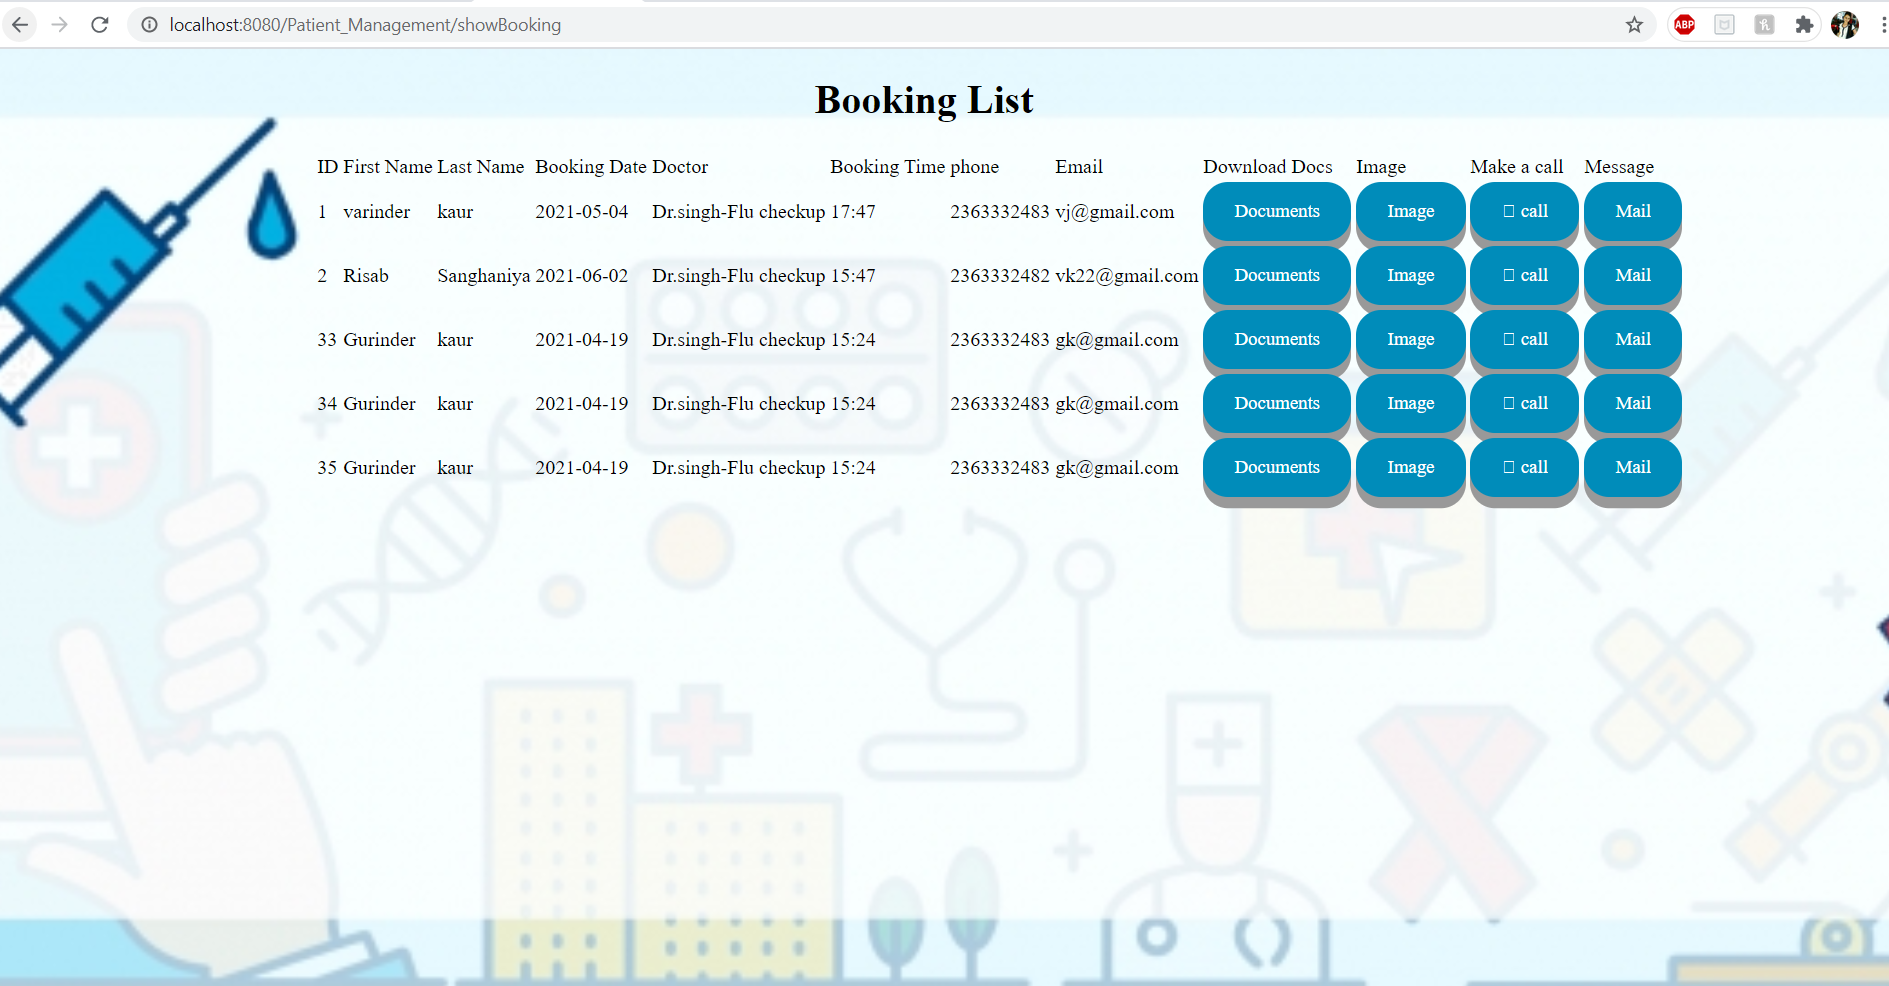 localhost:8080/Patient_Management/showBooking
ABP
Booking List
ID First Name Last Name Booking Date Doctor Booking Time phone Email Download Docs Image Make a call Message
1 varinder kaur 2021-05-04 Dr.singh-Flu checkup 17:47 2363332483 vj@gmail.com Documents Image call Mail
2 Risab Sanghaniya 2021-06-02 Dr.singh-Flu checkup 15:47 2363332482 vk22@gmail.com Documents Image call Mail
33 Gurinder kaur 2021-04-19 Dr.singh-Flu checkup 15:24 2363332483 gk@gmail.com Documents Image call Mail
34 Gurinder kaur 2021-04-19 Dr.singh-Flu checkup 15:24 2363332483 gk@gmail.com Documents Image call Mail
35 Gurinder kaur 2021-04-19 Dr.singh-Flu checkup 15:24 2363332483 gk@gmail.com Documents Image call Mail